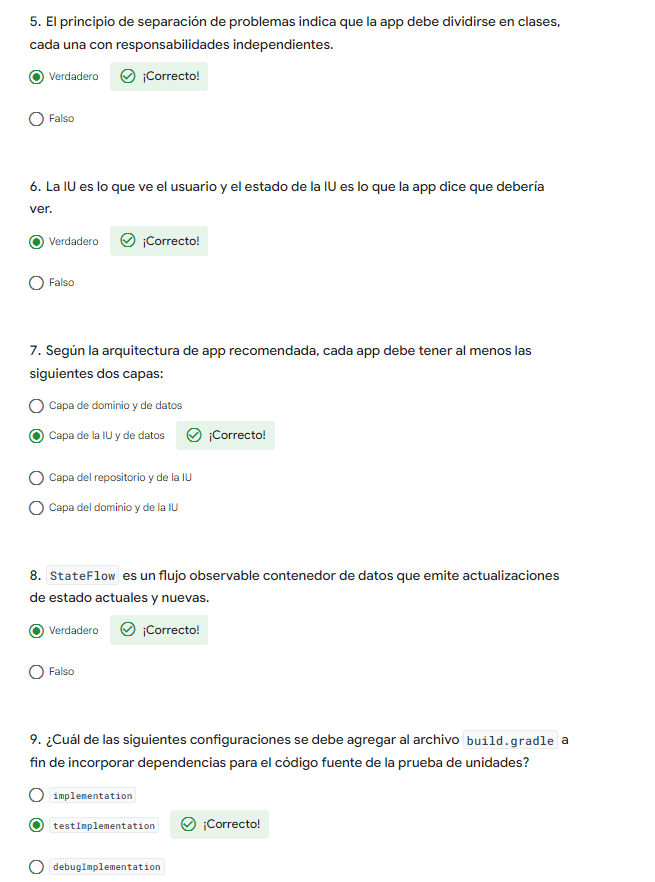 5. El principio de separación de problemas indica que la app debe dividirse en clases,
cada una con responsabilidades independientes.
Verdadero ¡Correcto!
Falso
6. La IU es lo que ve el usuario y el estado de la IU es lo que la app dice que debería
ver.
Verdadero ¡Correcto!
Falso
7. Según la arquitectura de app recomendada, cada app debe tener al menos las
siguientes dos capas:
Capa de dominio y de datos
Capa de la IU y de datos ¡Correcto!
Capa del repositorio y de la IU
Capa del dominio y de la IU
8. StateFlow es un flujo observable contenedor de datos que emite actualizaciones
de estado actuales y nuevas.
Verdadero ¡Correcto!
Falso
9. ¿Cuál de las siguientes configuraciones se debe agregar al archivo build.gradle a
fin de incorporar dependencias para el código fuente de la prueba de unidades?
implementation
testImplementation ¡Correcto!
debugImplementation